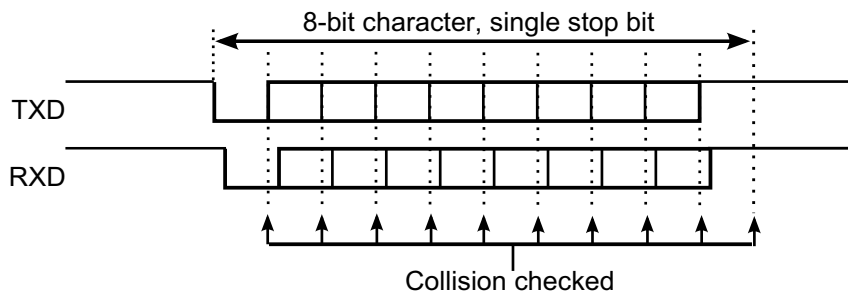 8-bit character, single stop bit
TXD
RXD
Collision checked